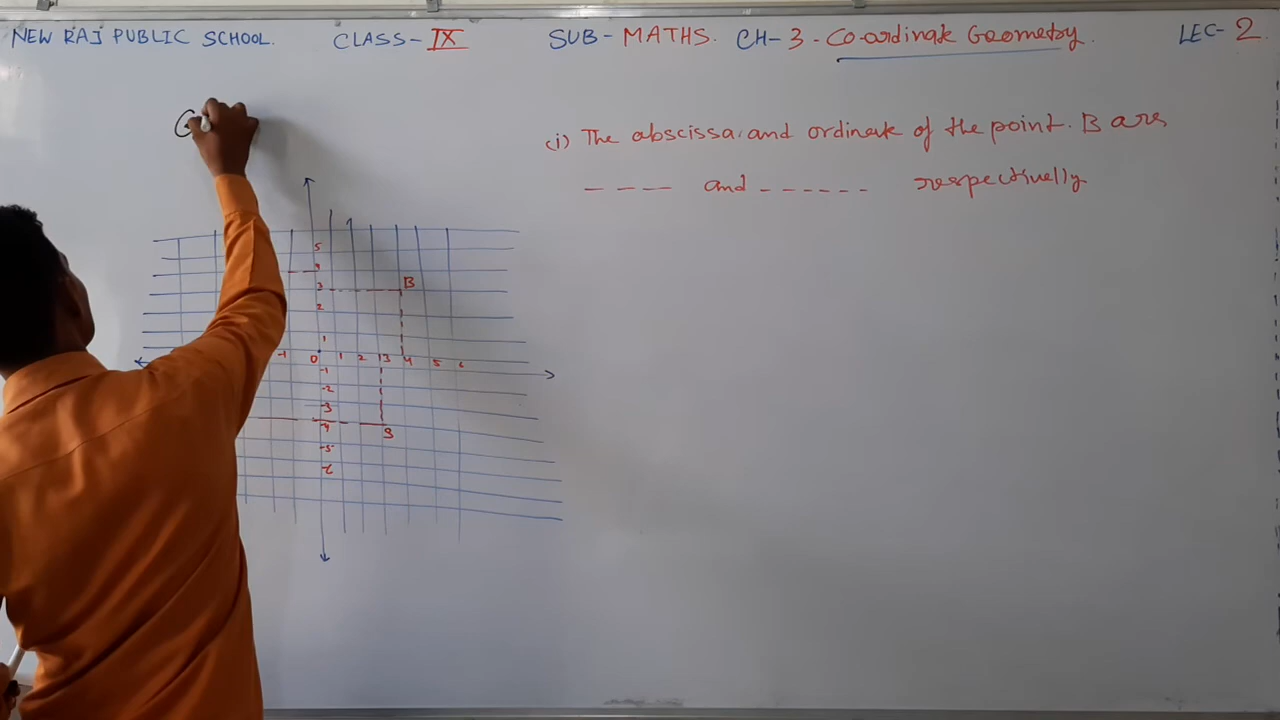 NEW RAJ PUBLIC SCHOOL. CLASS - IX SUB - MATHS. CH - 3 - Co-ordinate Geometry. LEC - 2.
(i) The abscissa and ordinate of the point. B are
--- and ------ respectively
5
4
3 B
2
1
-1 0 1 2 3 4 5 6
-1
-2
-3
-4 S
-5
-6